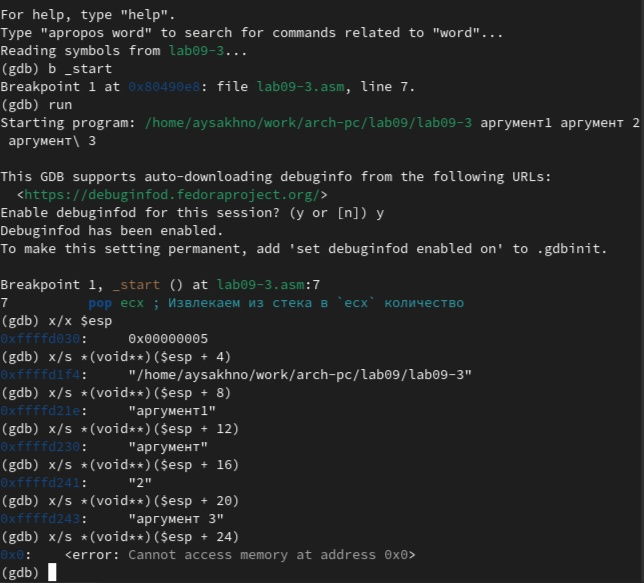 For help, type "help".
Type "apropos word" to search for commands related to "word"...
Reading symbols from lab09-3...
(gdb) b _start
Breakpoint 1 at 0x80490e8: file lab09-3.asm, line 7.
(gdb) run
Starting program: /home/aysakhno/work/arch-pc/lab09/lab09-3 аргумент1 аргумент 2
 аргумент\ 3

This GDB supports auto-downloading debuginfo from the following URLs:
  <https://debuginfod.fedoraproject.org/>
Enable debuginfod for this session? (y or [n]) y
Debuginfod has been enabled.
To make this setting permanent, add 'set debuginfod enabled on' to .gdbinit.

Breakpoint 1, _start () at lab09-3.asm:7
7          pop ecx ; Извлекаем из стека в `ecx` количество
(gdb) x/x $esp
0xffffd030:     0x00000005
(gdb) x/s *(void**)($esp + 4)
0xffffd1f4:     "/home/aysakhno/work/arch-pc/lab09/lab09-3"
(gdb) x/s *(void**)($esp + 8)
0xffffd21e:     "аргумент1"
(gdb) x/s *(void**)($esp + 12)
0xffffd230:     "аргумент"
(gdb) x/s *(void**)($esp + 16)
0xffffd241:     "2"
(gdb) x/s *(void**)($esp + 20)
0xffffd243:     "аргумент 3"
(gdb) x/s *(void**)($esp + 24)
0x0:    <error: Cannot access memory at address 0x0>
(gdb)